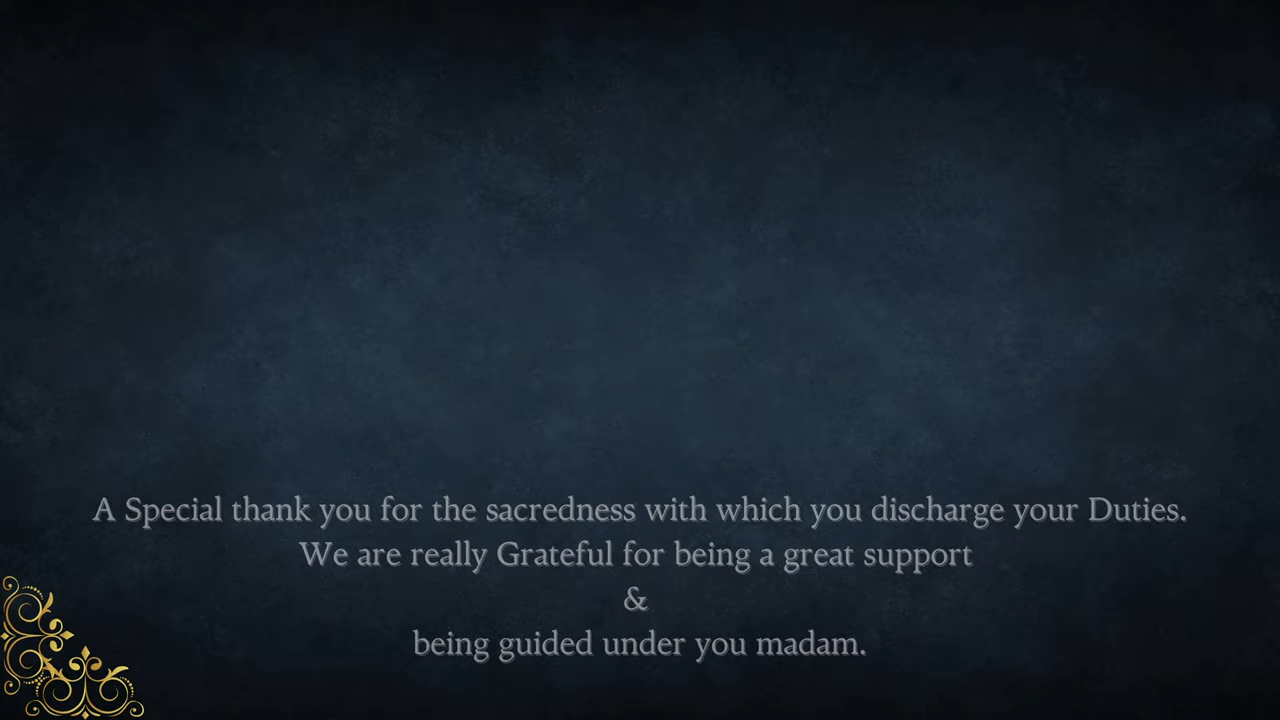 A Special thank you for the sacredness with which you discharge your Duties.
We are really Grateful for being a great support
&
being guided under you madam.